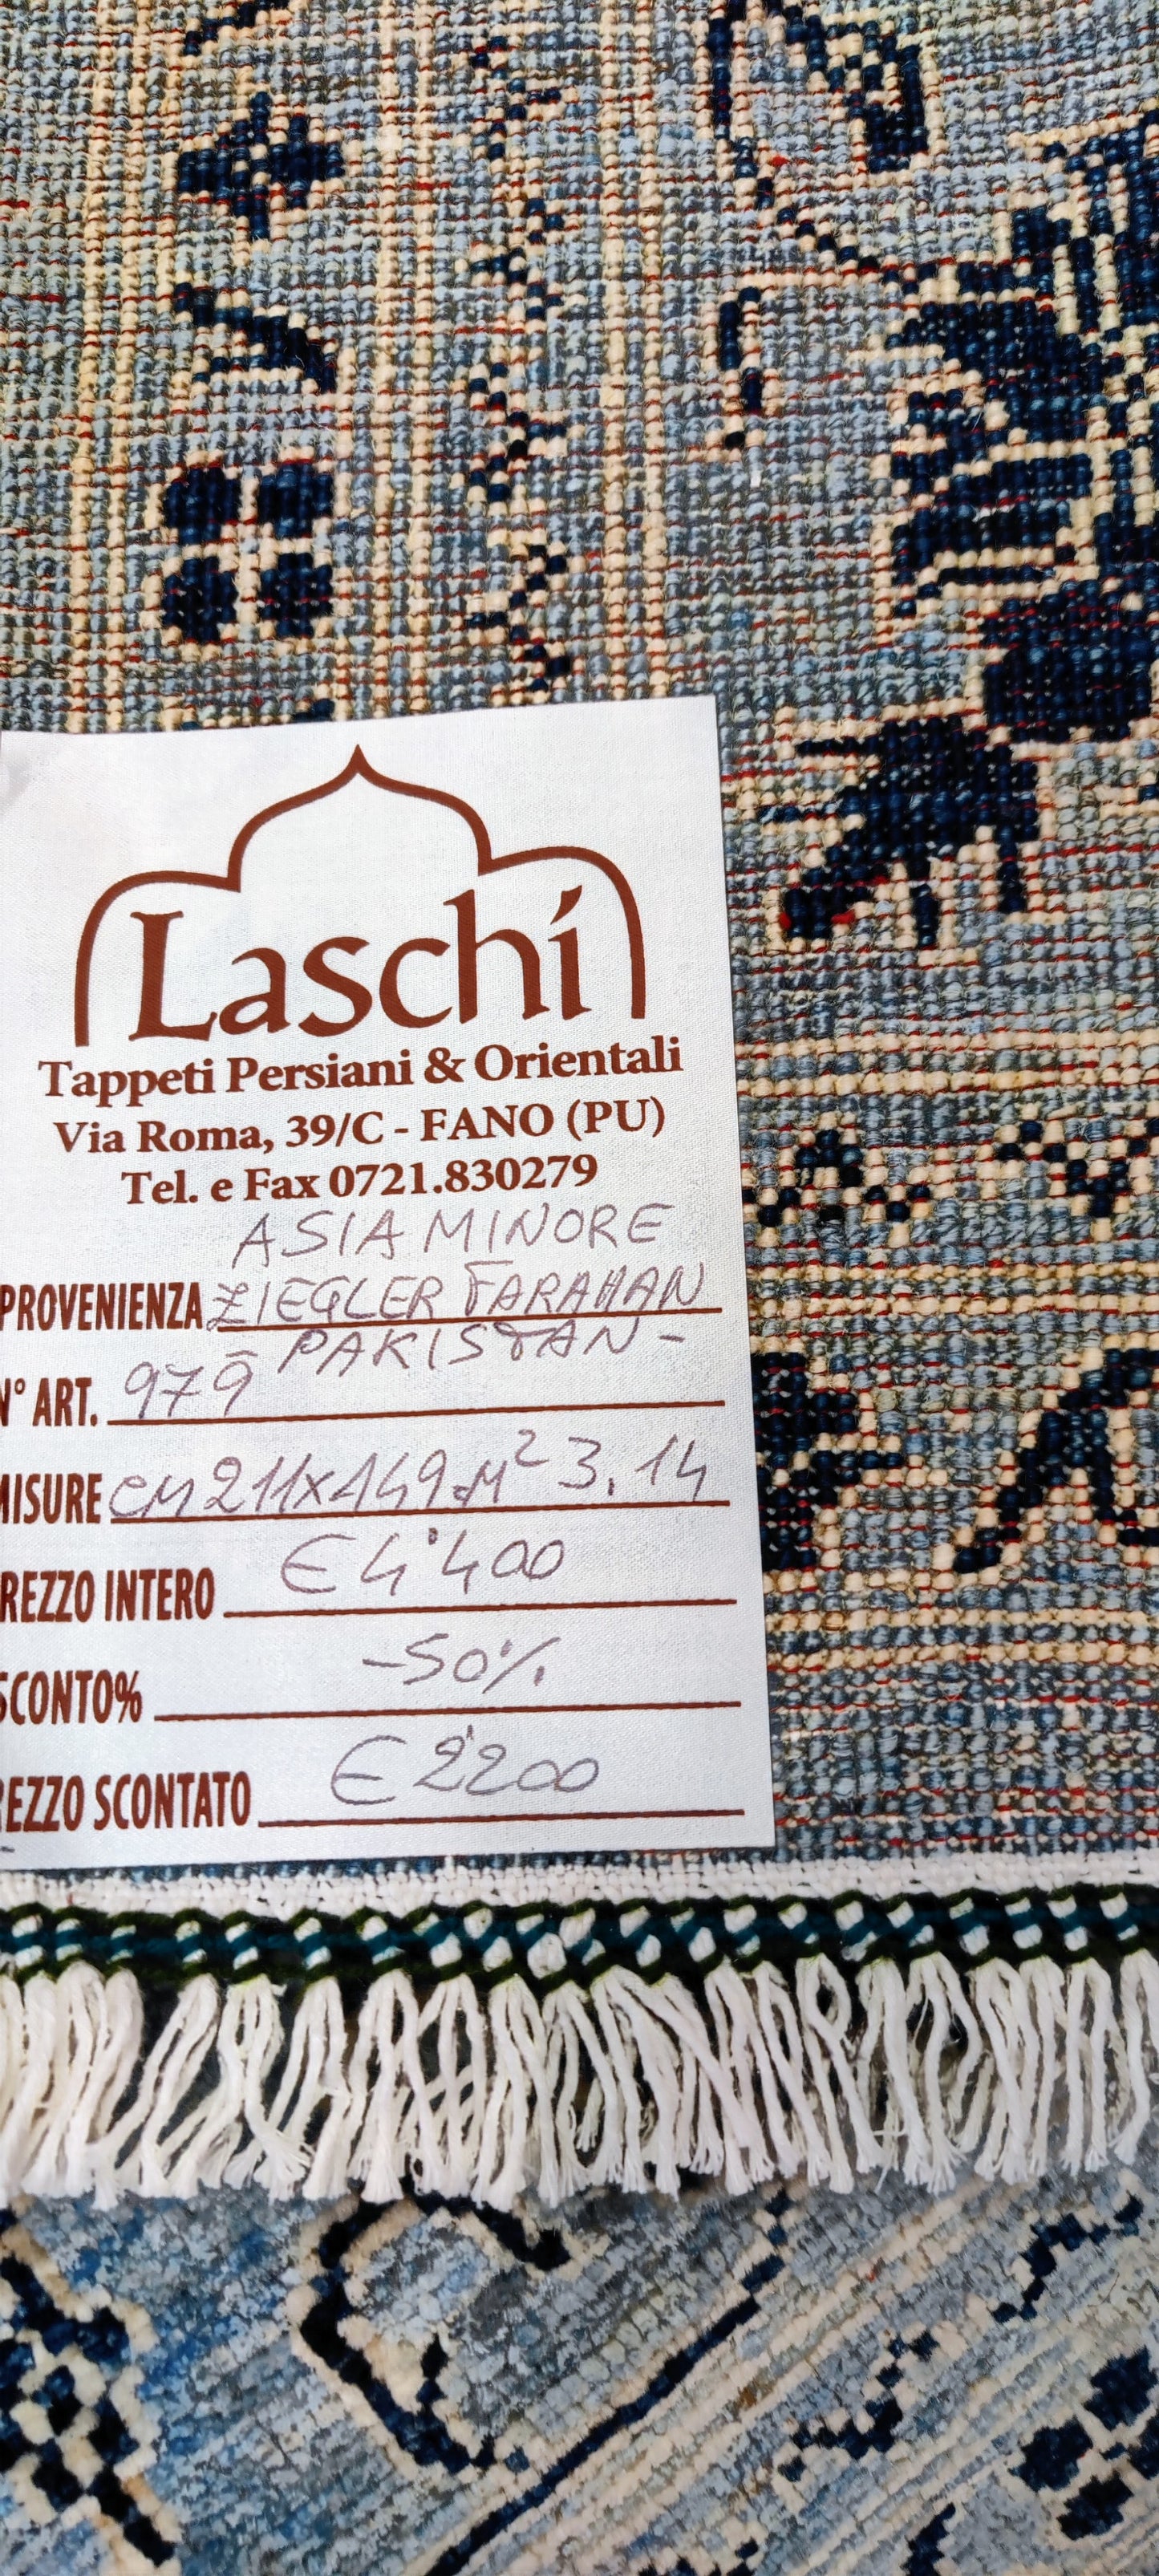 Laschi
Tappeti Persiani & Orientali
Via Roma, 39/C - FANO (PU)
Tel. e Fax 0721.830279
ASIA MINORE
PROVENIENZA ZIEGLER FARAHAN
PAKISTAN -
N° ART. 979
MISURE CM 211x149 M² 3.14
REZZO INTERO € 4'400
SCONTO% -50%
REZZO SCONTATO € 2'200